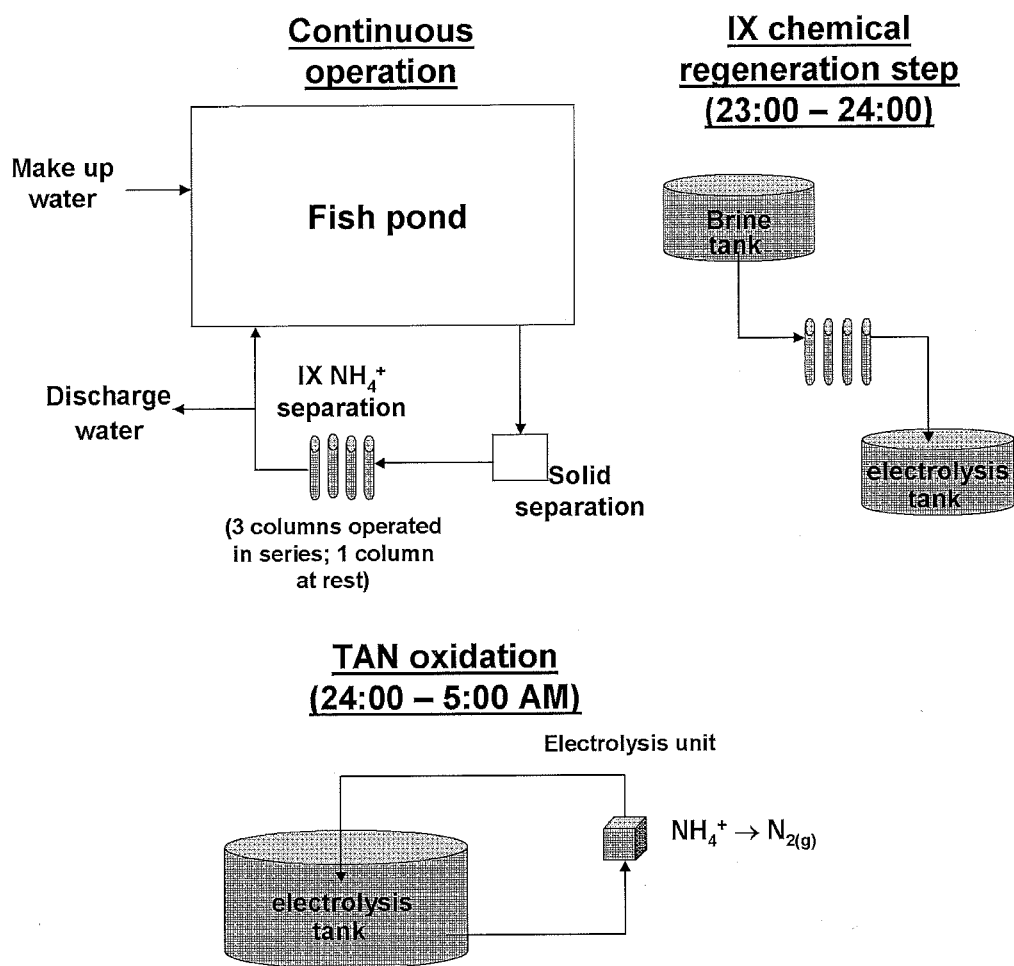 Continuous
operation
IX chemical
regeneration step
(23:00 – 24:00)
Make up
water
Fish pond
Brine
tank
Discharge
water
IX NH₄⁺
separation
Solid
separation
(3 columns operated
in series; 1 column
at rest)
electrolysis
tank
TAN oxidation
(24:00 – 5:00 AM)
Electrolysis unit
NH₄⁺ → N₂(g)
electrolysis
tank